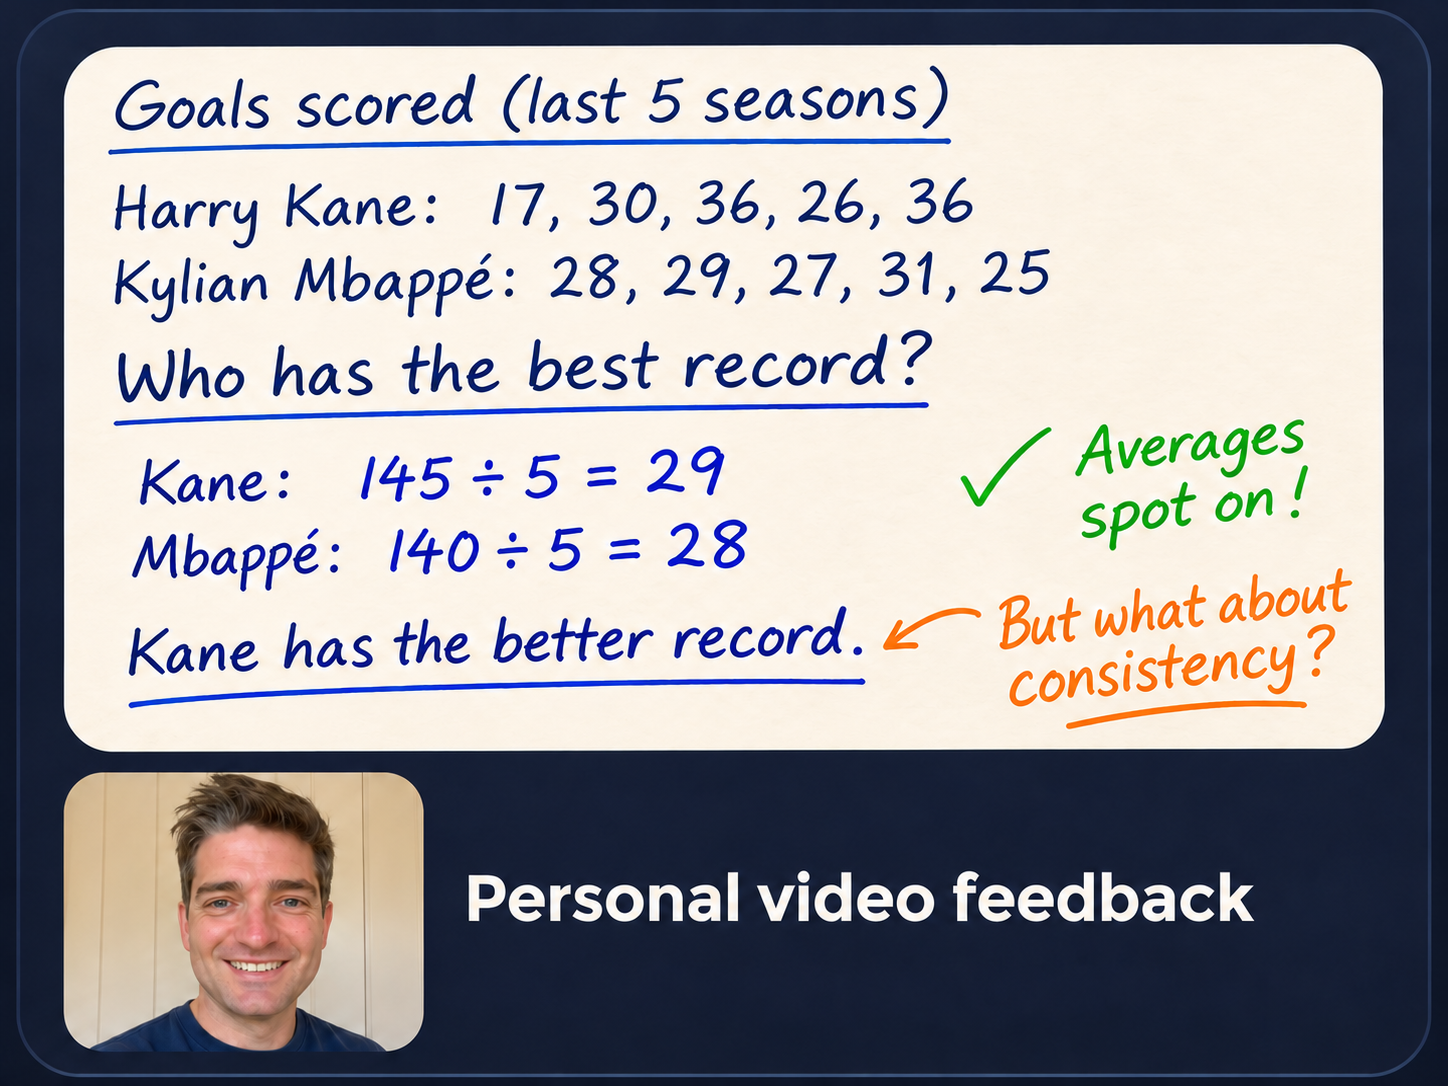 Goals scored (last 5 seasons)
Harry Kane: 17, 30, 36, 26, 36
Kylian Mbappé: 28, 29, 27, 31, 25
Who has the best record?
Kane: 145 ÷ 5 = 29
Mbappé: 140 ÷ 5 = 28
Kane has the better record.
✓ Averages
spot on!
But what about
consistency?
Personal video feedback